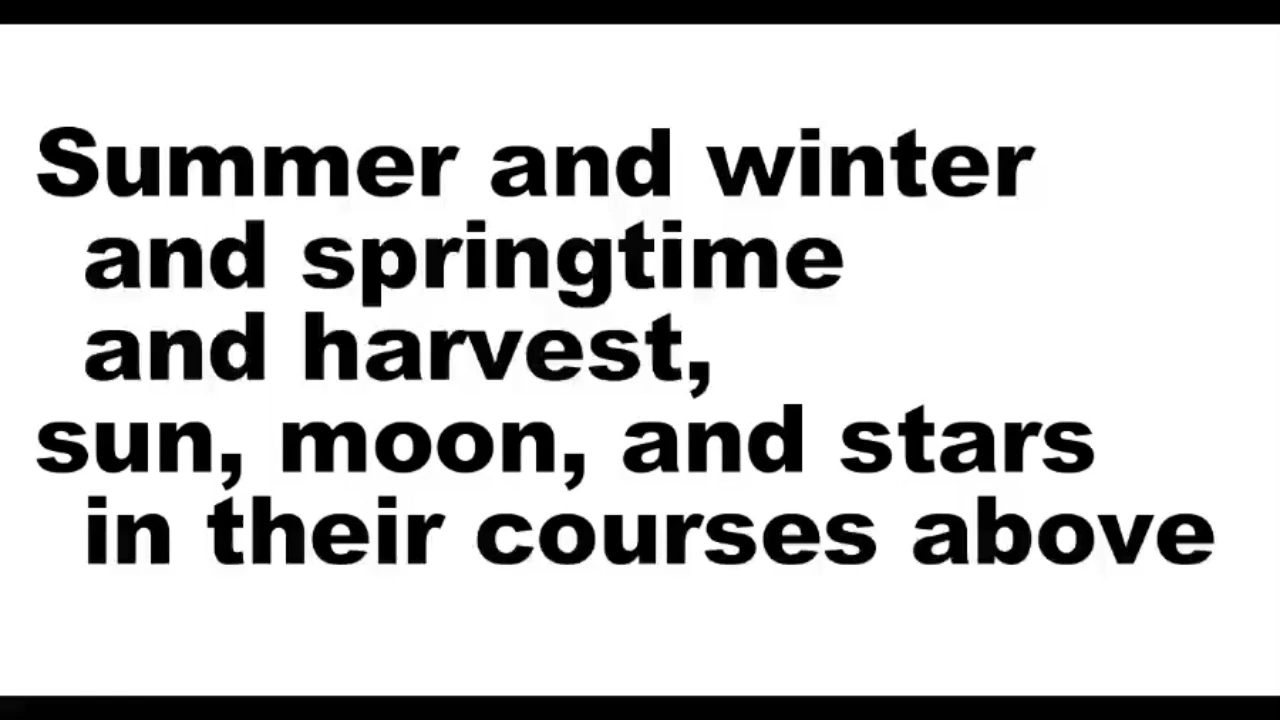 Summer and winter
and springtime
and harvest,
sun, moon, and stars
in their courses above